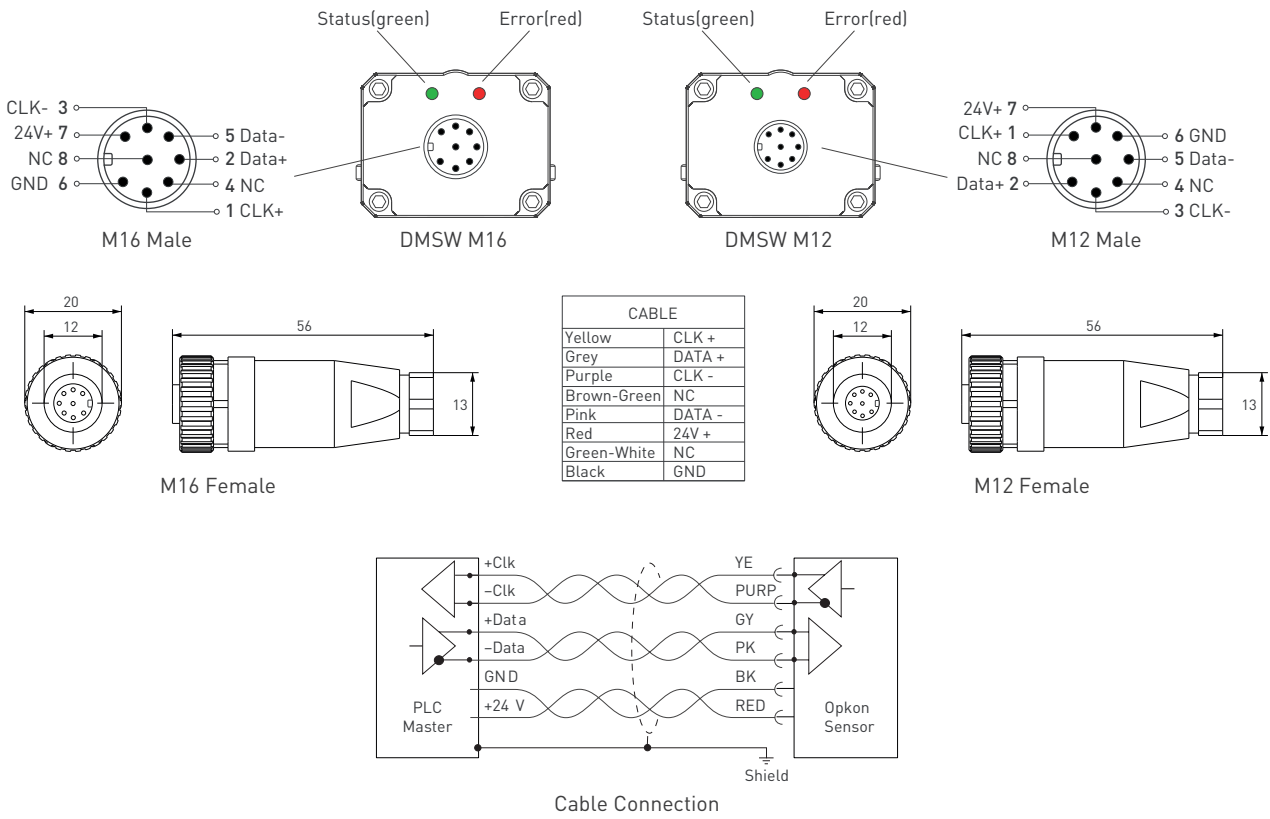 Status(green)
Error(red)
Status(green)
Error(red)
CLK- 3
24V+ 7
NC 8
GND 6
5 Data-
2 Data+
4 NC
1 CLK+
24V+ 7
CLK+ 1
NC 8
Data+ 2
6 GND
5 Data-
4 NC
3 CLK-
M16 Male
DMSW M16
DMSW M12
M12 Male
20
12
56
13
CABLE
Yellow CLK +
Grey DATA +
Purple CLK -
Brown-Green NC
Pink DATA -
Red 24V +
Green-White NC
Black GND
20
12
56
13
M16 Female
M12 Female
+Clk
YE
–Clk
PURP
+Data
GY
–Data
PK
GND
BK
+24 V
RED
PLC
Master
Opkon
Sensor
Shield
Cable Connection